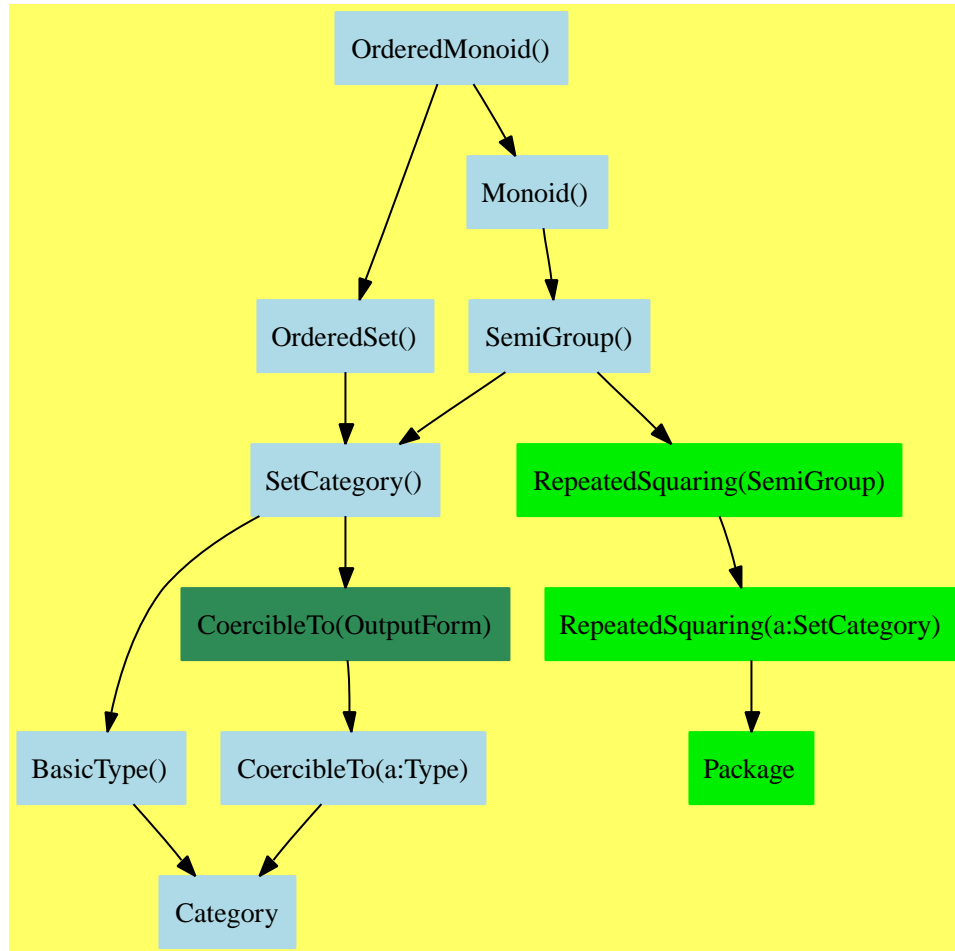 OrderedMonoid()
Monoid()
OrderedSet()
SemiGroup()
SetCategory()
RepeatedSquaring(SemiGroup)
CoercibleTo(OutputForm)
RepeatedSquaring(a:SetCategory)
BasicType()
CoercibleTo(a:Type)
Package
Category